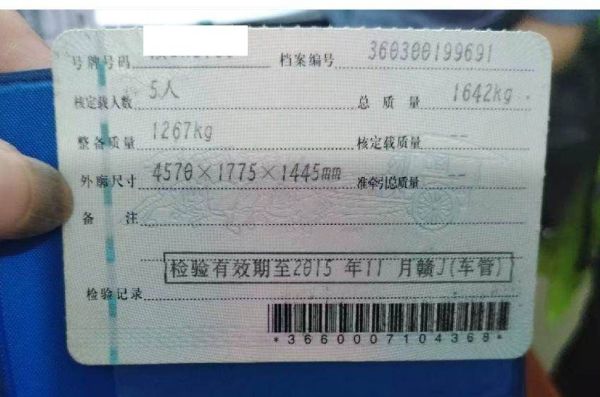 号牌号码 档案编号 360300199691
核定载人数 5人 总质量 1642kg
整备质量 1267kg 核定载质量 --
外廓尺寸 4570×1775×1445mm 准牵引总质量 --
备注
检验有效期至2015年11月赣J(车管)
检验记录
*3660007104368*